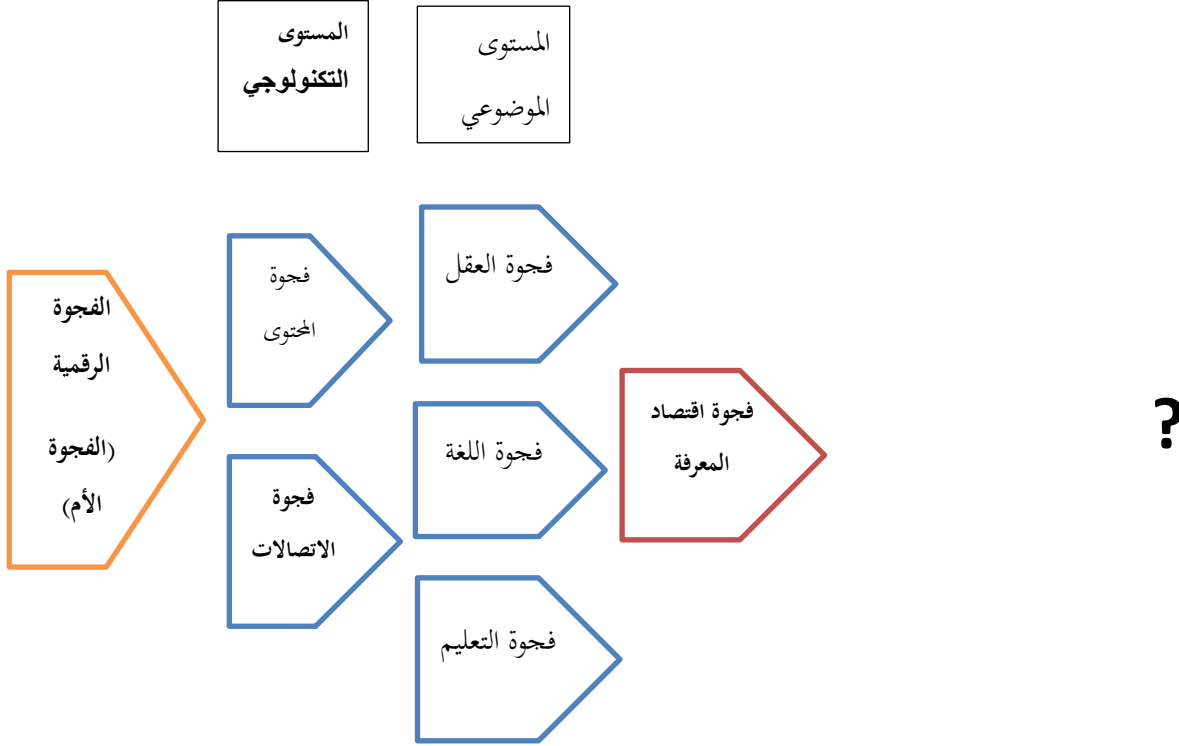 المستوى
التكنولوجي
المستوى
الموضوعي
الفجوة
الرقمية
(الفجوة
الأم)
فجوة
المحتوى
فجوة
الاتصالات
فجوة العقل
فجوة اللغة
فجوة التعليم
فجوة اقتصاد
المعرفة
?